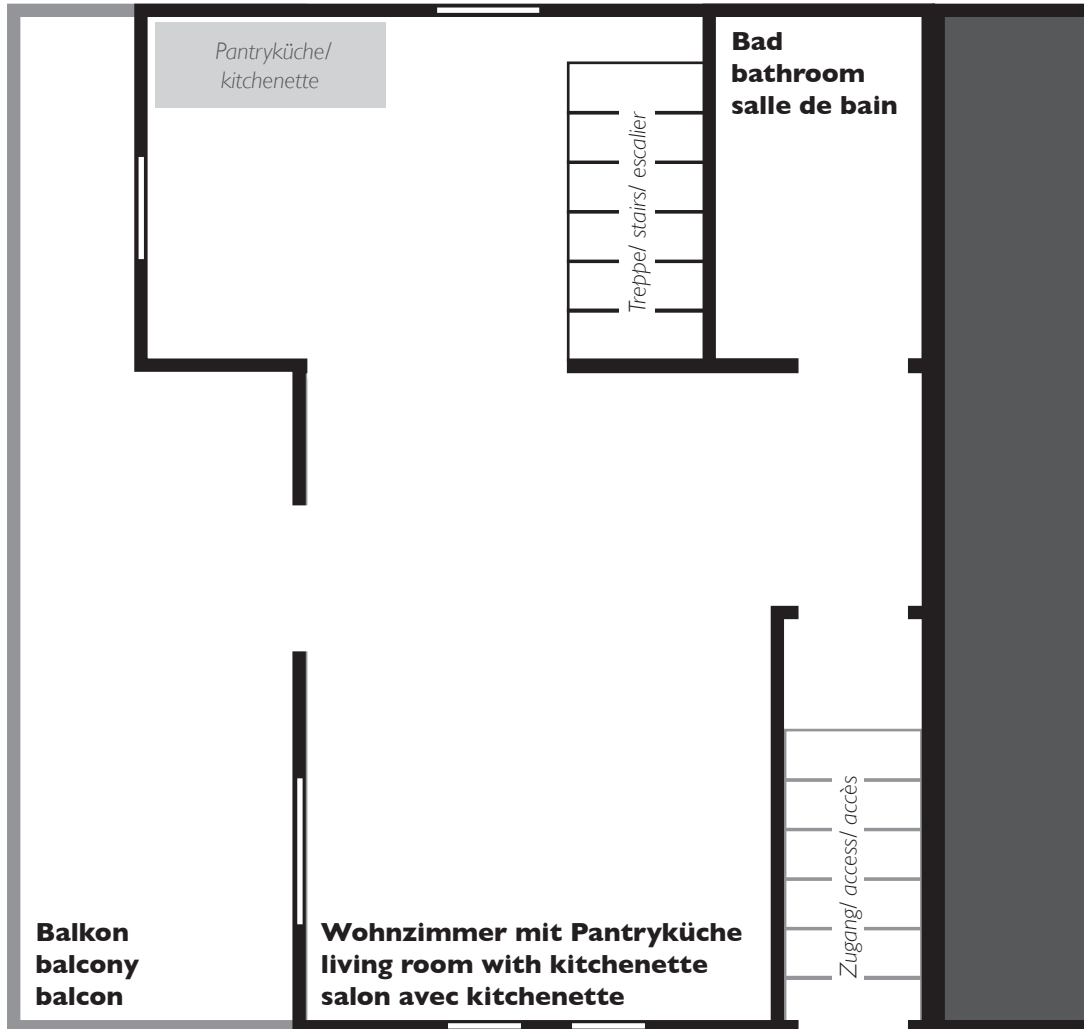 Pantryküche/
kitchenette
Bad
bathroom
salle de bain
Treppe/ stairs/ escalier
Zugang/ access/ accès
Balkon
balcony
balcon
Wohnzimmer mit Pantryküche
living room with kitchenette
salon avec kitchenette